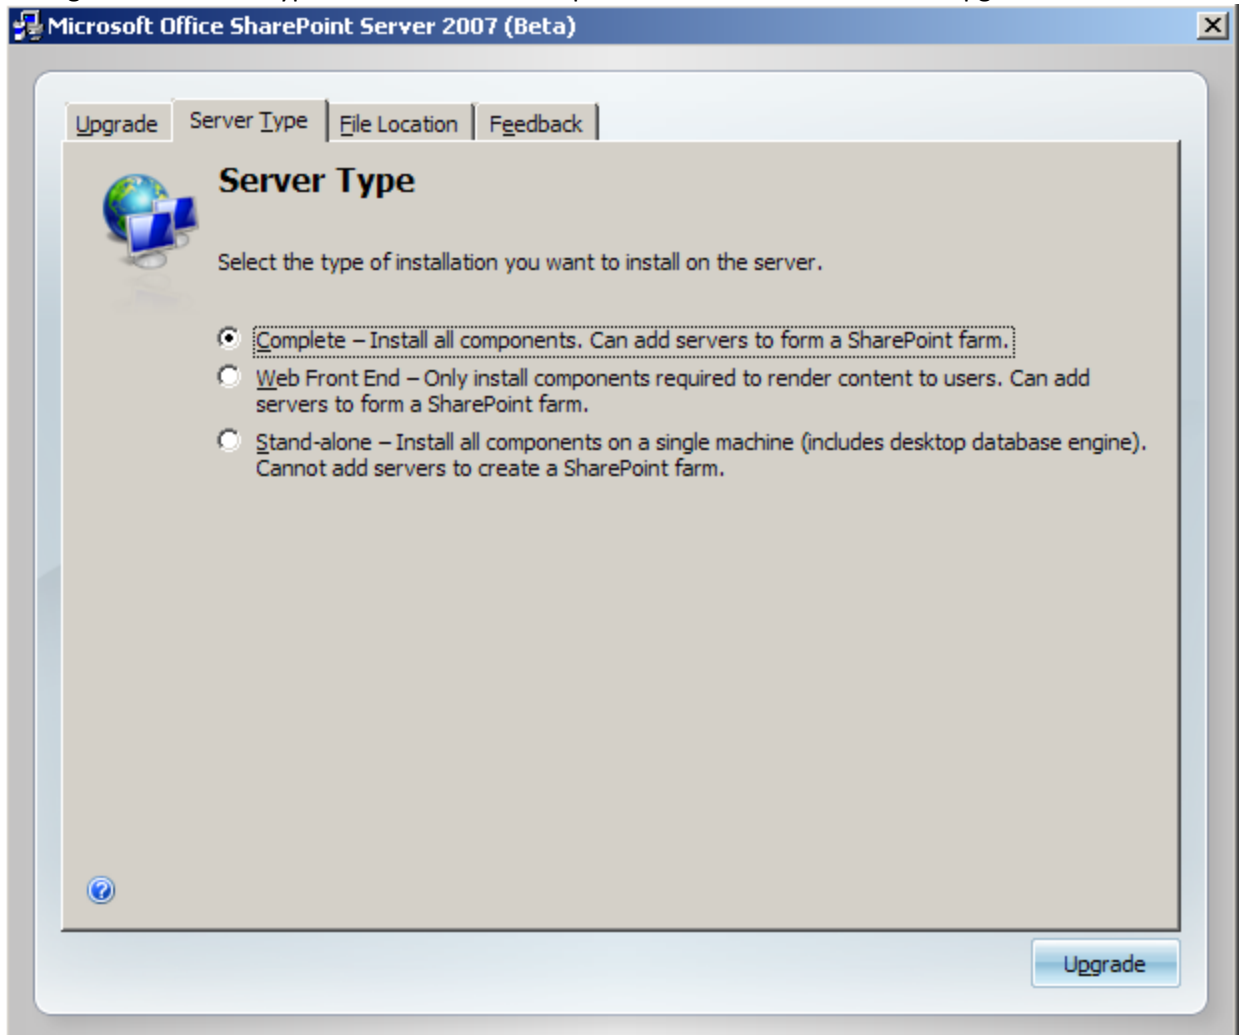 Microsoft Office SharePoint Server 2007 (Beta)
Upgrade Server Type File Location Feedback
Server Type
Select the type of installation you want to install on the server.
Complete – Install all components. Can add servers to form a SharePoint farm.
Web Front End – Only install components required to render content to users. Can add
servers to form a SharePoint farm.
Stand-alone – Install all components on a single machine (includes desktop database engine).
Cannot add servers to create a SharePoint farm.
Upgrade